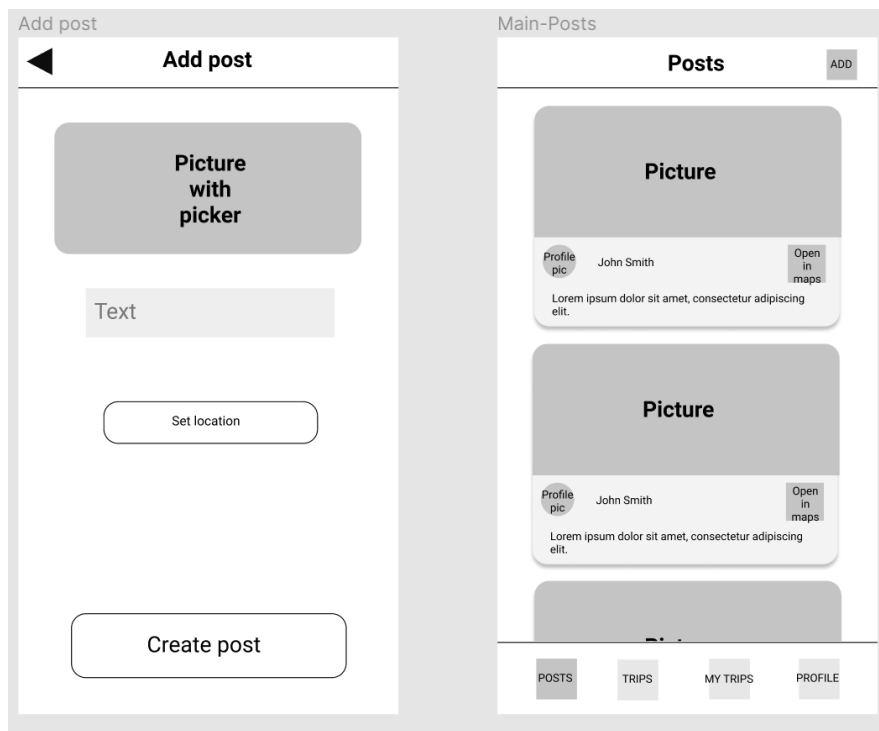 Add post
Add post
Picture
with
picker
Text
Set location
Create post
Main-Posts
Posts
ADD
Picture
Profile
pic
John Smith
Open
in
maps
Lorem ipsum dolor sit amet, consectetur adipiscing
elit.
Picture
Profile
pic
John Smith
Open
in
maps
Lorem ipsum dolor sit amet, consectetur adipiscing
elit.
POSTS
TRIPS
MY TRIPS
PROFILE